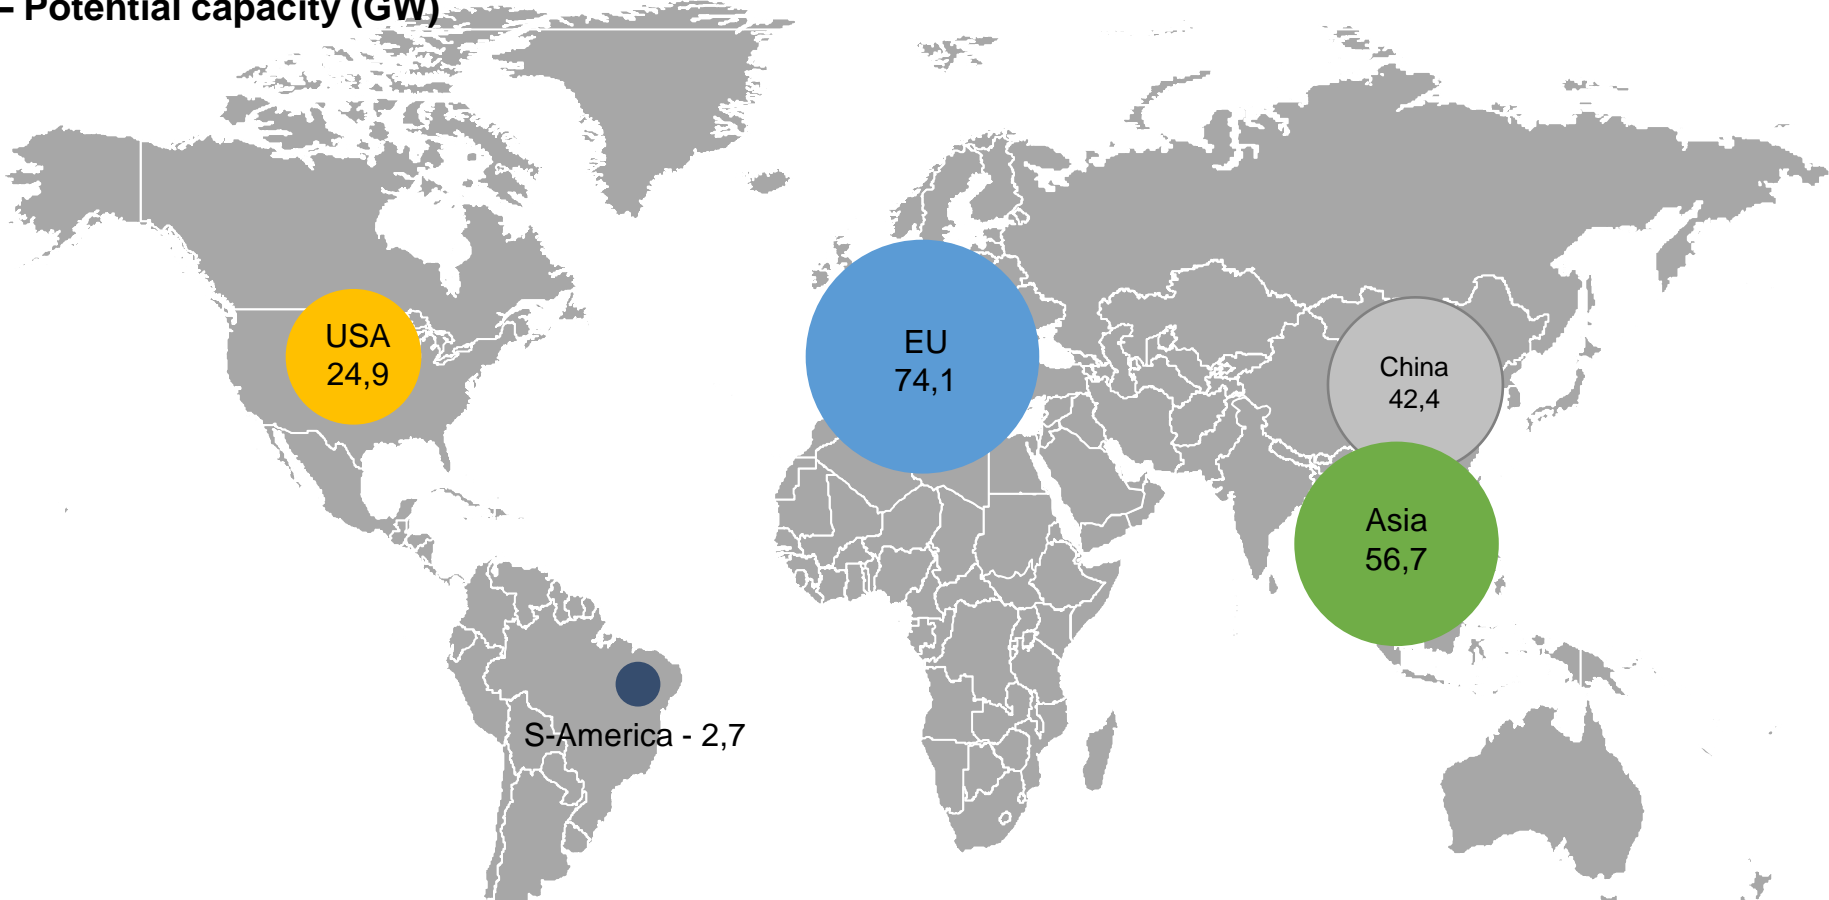 – Potential capacity (GW)
USA
24,9
EU
74,1
China
42,4
Asia
56,7
S-America - 2,7